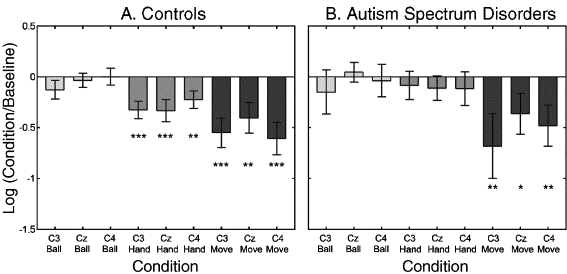 A. Controls
B. Autism Spectrum Disorders
Log (Condition/Baseline)
0.5
0
-0.5
-1
-1.5
*** *** ** *** ** ***
** * **
C3 Cz C4 C3 Cz C4 C3 Cz C4
Ball Ball Ball Hand Hand Hand Move Move Move
C3 Cz C4 C3 Cz C4 C3 Cz C4
Ball Ball Ball Hand Hand Hand Move Move Move
Condition
Condition